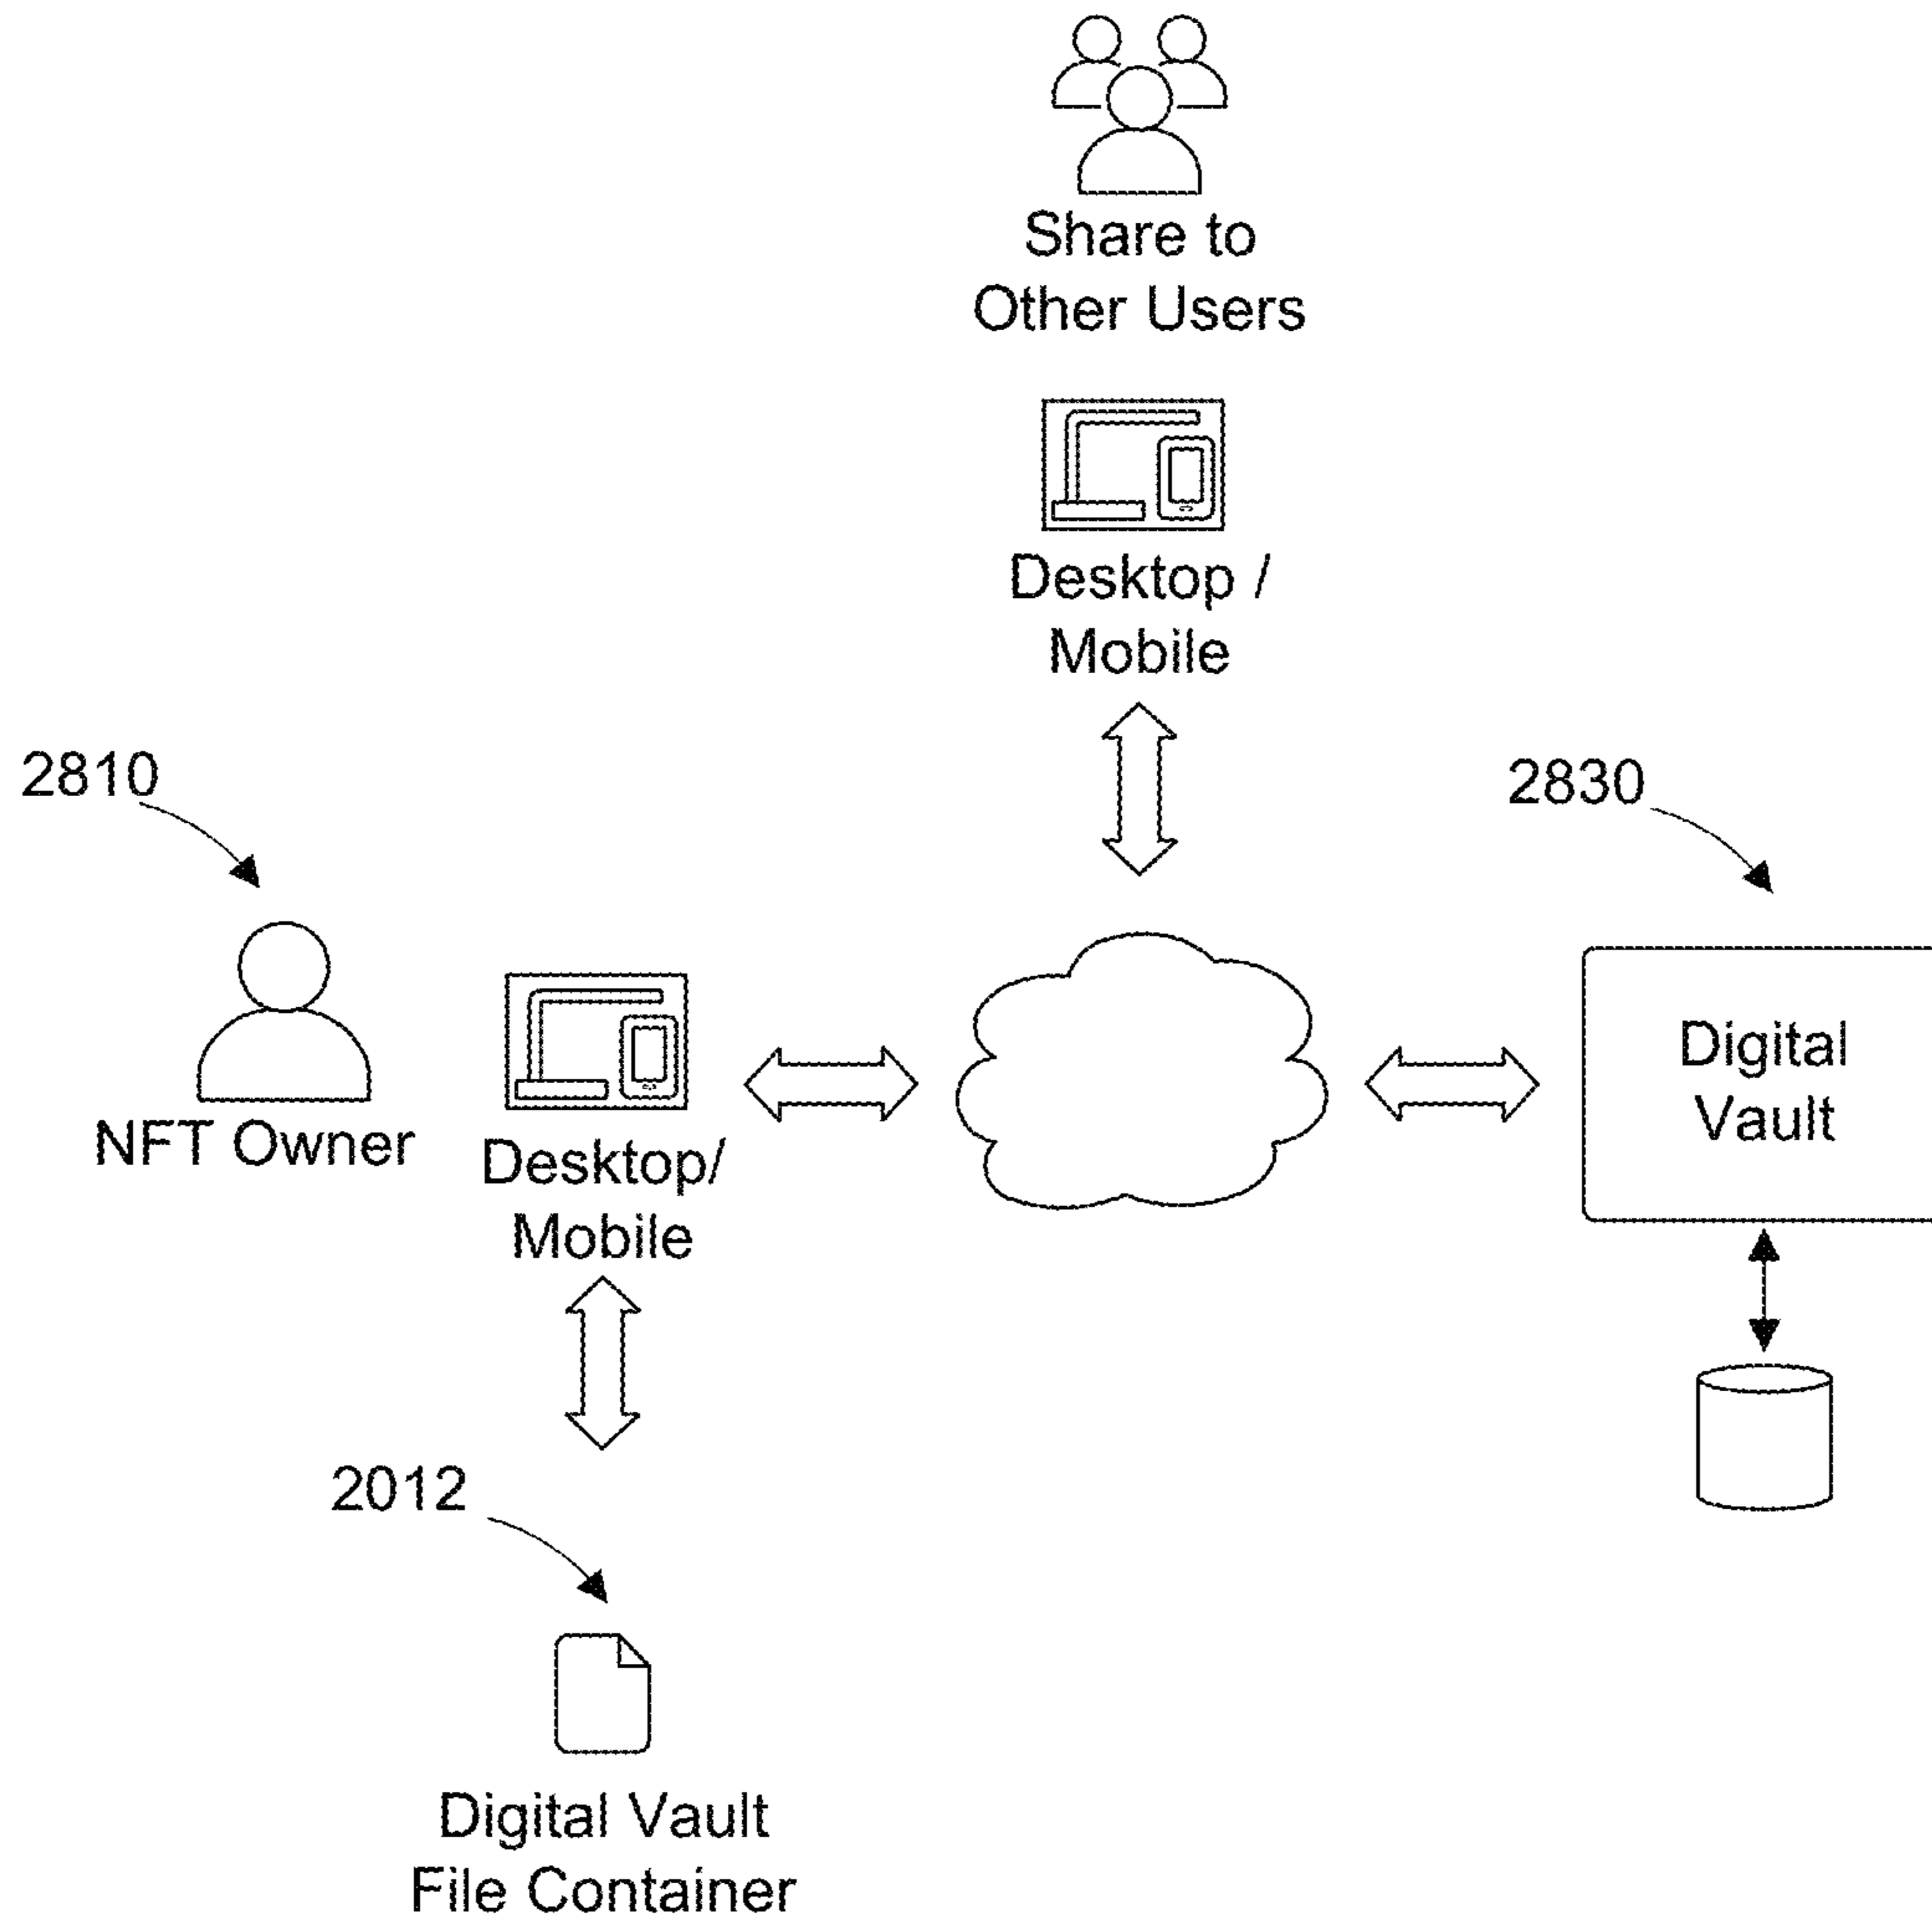 Share to
Other Users
Desktop /
Mobile
2810
2830
NFT Owner
Desktop/
Mobile
Digital
Vault
2012
Digital Vault
File Container